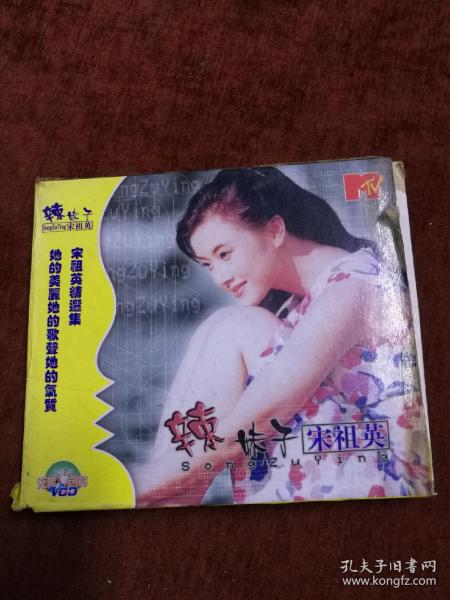 辣妹子
SongZuYing宋祖英
宋祖英精選集
她的美麗她的歌聲她的氣質
SongZuYing
MTV
辣妹子 宋祖英
SongZuYing
VCD
孔夫子旧书网
www.kongfz.com